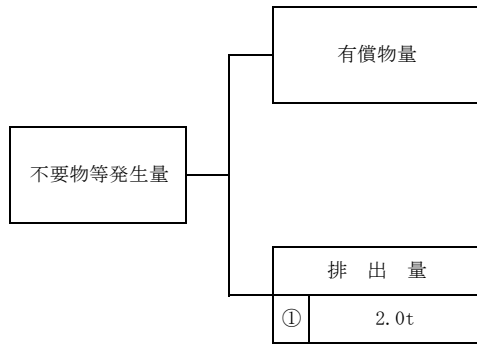 有償物量
不要物等発生量
排 出 量
① 2.0t